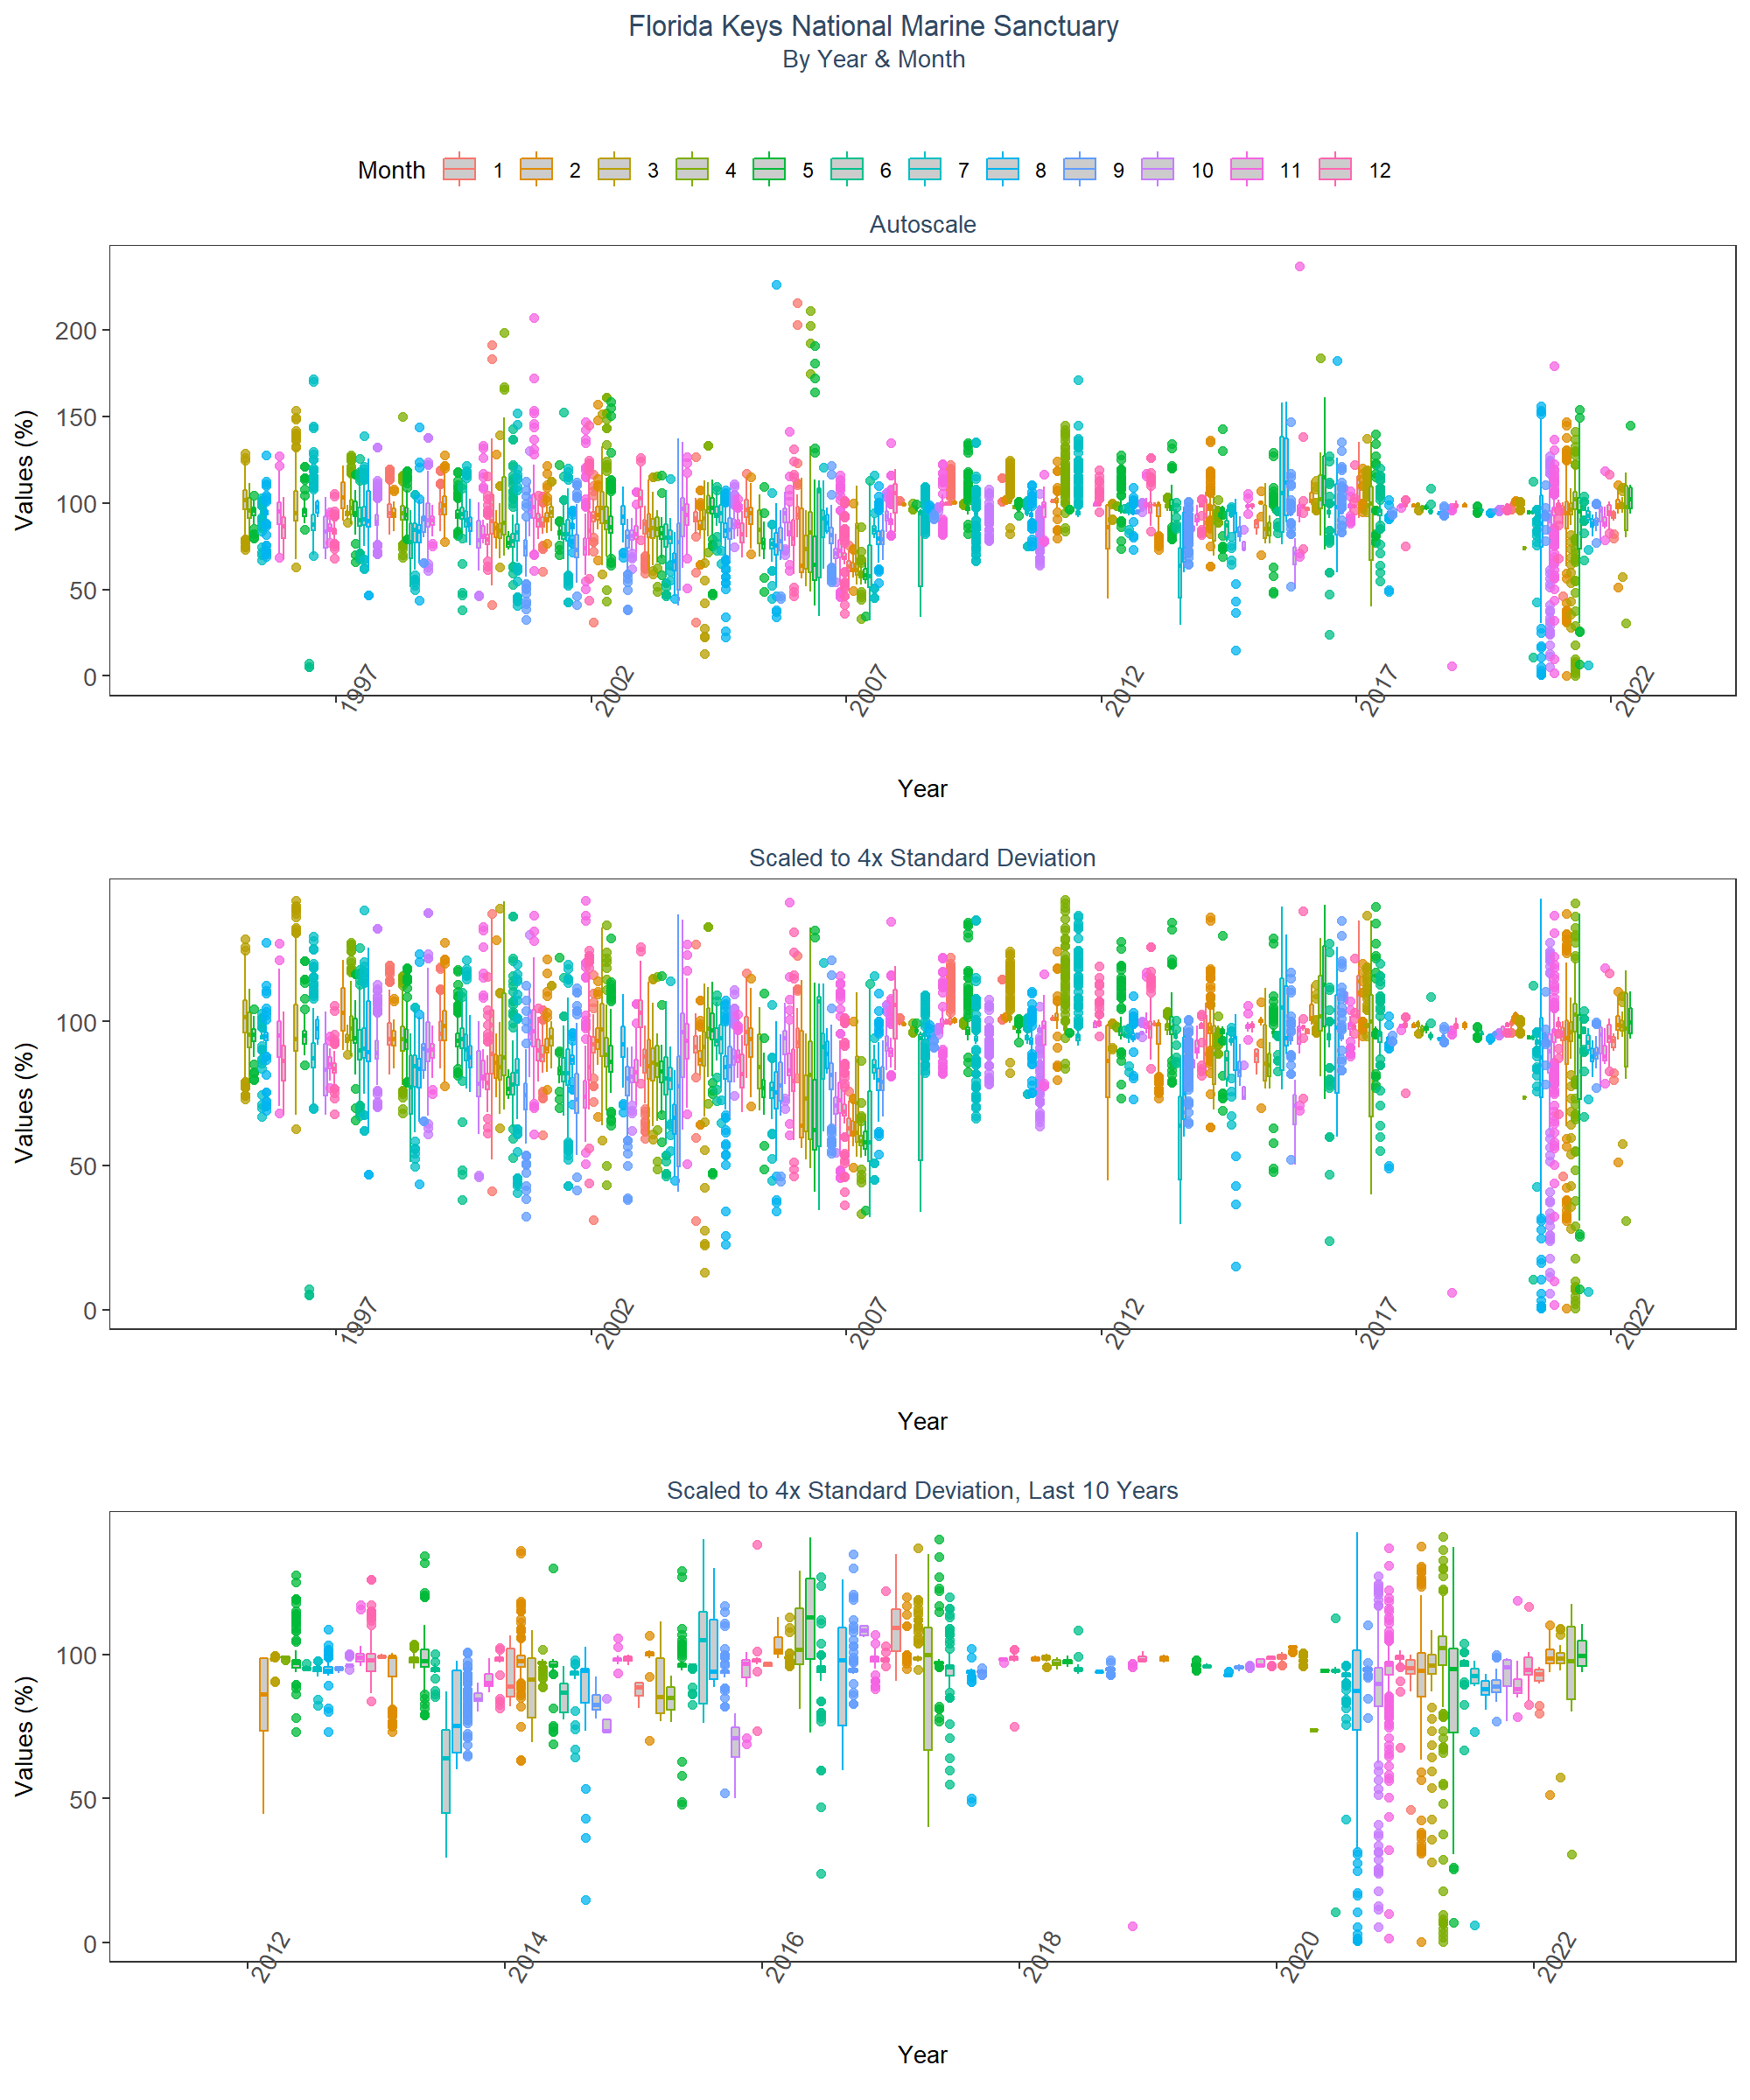 Florida Keys National Marine Sanctuary
By Year & Month
Month 1 2 3 4 5 6 7 8 9 10 11 12
Autoscale
Values (%)
200
150
100
50
0
1997 2002 2007 2012 2017 2022
Year
Scaled to 4x Standard Deviation
Values (%)
100
50
0
1997 2002 2007 2012 2017 2022
Year
Scaled to 4x Standard Deviation, Last 10 Years
Values (%)
100
50
0
2012 2014 2016 2018 2020 2022
Year